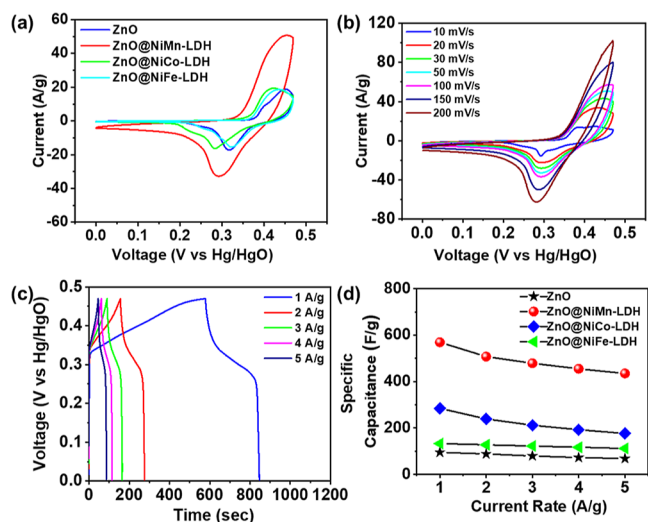 (a)
ZnO
ZnO@NiMn-LDH
ZnO@NiCo-LDH
ZnO@NiFe-LDH
60
40
20
0
-20
-40
-60
Current (A/g)
0.0 0.1 0.2 0.3 0.4 0.5
Voltage (V vs Hg/HgO)
(b)
10 mV/s
20 mV/s
30 mV/s
50 mV/s
100 mV/s
150 mV/s
200 mV/s
120
80
40
0
-40
-80
Current (A/g)
0.0 0.1 0.2 0.3 0.4 0.5
Voltage (V vs Hg/HgO)
(c)
1 A/g
2 A/g
3 A/g
4 A/g
5 A/g
0.5
0.4
0.3
0.2
0.1
0.0
Voltage (V vs Hg/HgO)
0 200 400 600 800 1000 1200
Time (sec)
(d)
ZnO
ZnO@NiMn-LDH
ZnO@NiCo-LDH
ZnO@NiFe-LDH
800
600
400
200
0
Specific
Capacitance (F/g)
1 2 3 4 5
Current Rate (A/g)